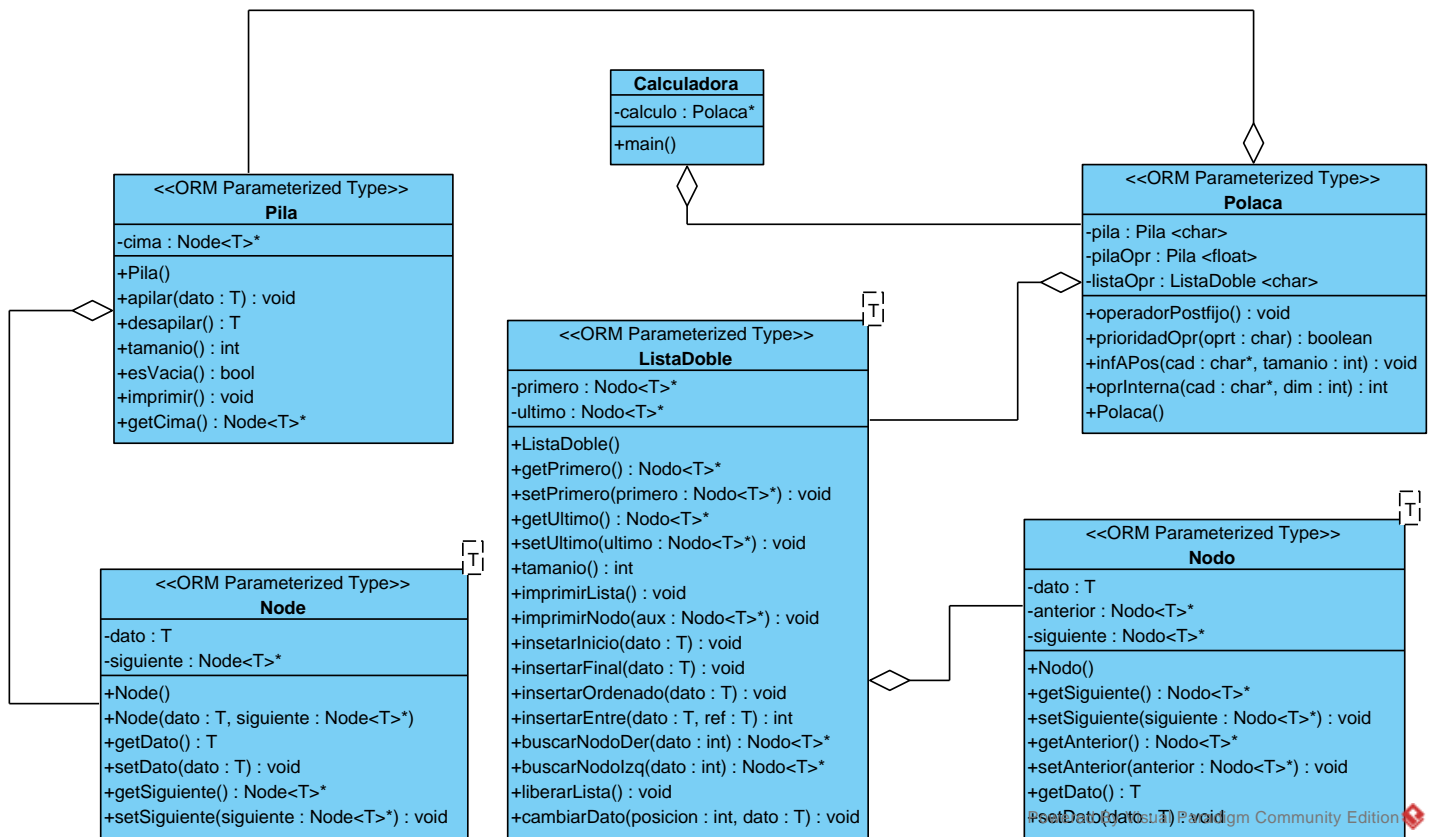 Calculadora
-calculo : Polaca*
+main()
<<ORM Parameterized Type>>
Pila
-cima : Node<T>*
+Pila()
+apilar(dato : T) : void
+desapilar() : T
+tamanio() : int
+esVacia() : bool
+imprimir() : void
+getCima() : Node<T>*
<<ORM Parameterized Type>>
Polaca
-pila : Pila <char>
-pilaOpr : Pila <float>
-listaOpr : ListaDoble <char>
+operadorPostfijo() : void
+prioridadOpr(oprt : char) : boolean
+infAPos(cad : char*, tamanio : int) : void
+oprInterna(cad : char*, dim : int) : int
+Polaca()
T
<<ORM Parameterized Type>>
ListaDoble
-primero : Nodo<T>*
-ultimo : Nodo<T>*
+ListaDoble()
+getPrimero() : Nodo<T>*
+setPrimero(primero : Nodo<T>*) : void
+getUltimo() : Nodo<T>*
+setUltimo(ultimo : Nodo<T>*) : void
+tamanio() : int
+imprimirLista() : void
+imprimirNodo(aux : Nodo<T>*) : void
+insetarInicio(dato : T) : void
+insertarFinal(dato : T) : void
+insertarOrdenado(dato : T) : void
+insertarEntre(dato : T, ref : T) : int
+buscarNodoDer(dato : int) : Nodo<T>*
+buscarNodoIzq(dato : int) : Nodo<T>*
+liberarLista() : void
+cambiarDato(posicion : int, dato : T) : void
T
<<ORM Parameterized Type>>
Node
-dato : T
-siguiente : Node<T>*
+Node()
+Node(dato : T, siguiente : Node<T>*)
+getDato() : T
+setDato(dato : T) : void
+getSiguiente() : Node<T>*
+setSiguiente(siguiente : Node<T>*) : void
T
<<ORM Parameterized Type>>
Nodo
-dato : T
-anterior : Nodo<T>*
-siguiente : Nodo<T>*
+Nodo()
+getSiguiente() : Nodo<T>*
+setSiguiente(siguiente : Nodo<T>*) : void
+getAnterior() : Nodo<T>*
+setAnterior(anterior : Nodo<T>*) : void
+getDato() : T
+setDato(dato : T) : void
Powered By Visual Paradigm Community Edition